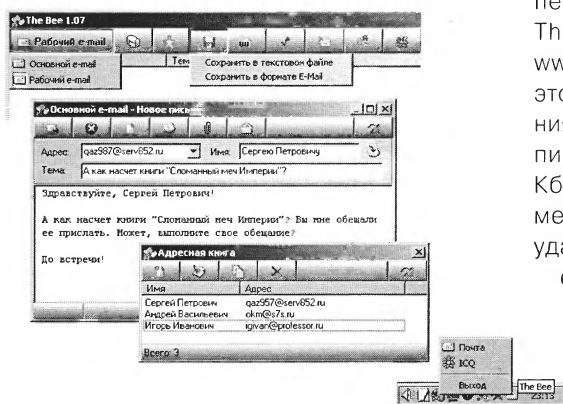 The Bee 1.07
Рабочий e-mail
Основной e-mail
Рабочий e-mail
Тем
Сохранить в текстовом файле
Сохранить в формате E-Mail
Основной e-mail - Новое пись
Адрес: qaz987@serv852.ru Имя: Сергею Петровичу
Тема: А как насчет книги "Сломанный меч Империи"?
Здравствуйте, Сергей Петрович!
А как насчет книги "Сломанный меч Империи"? Вы мне обещали
ее прислать. Может, выполните свое обещание?
До встречи!
Адресная книга
Имя Адрес
Сергей Петрович qaz957@serv852.ru
Андрей Васильевич okm@s7s.ru
Игорь Иванович igivan@professor.ru
Всего: 3
Почта
ICQ
Выход
The Bee
23:13
Th
ww
это
ния
пи
Кб
ме
уда